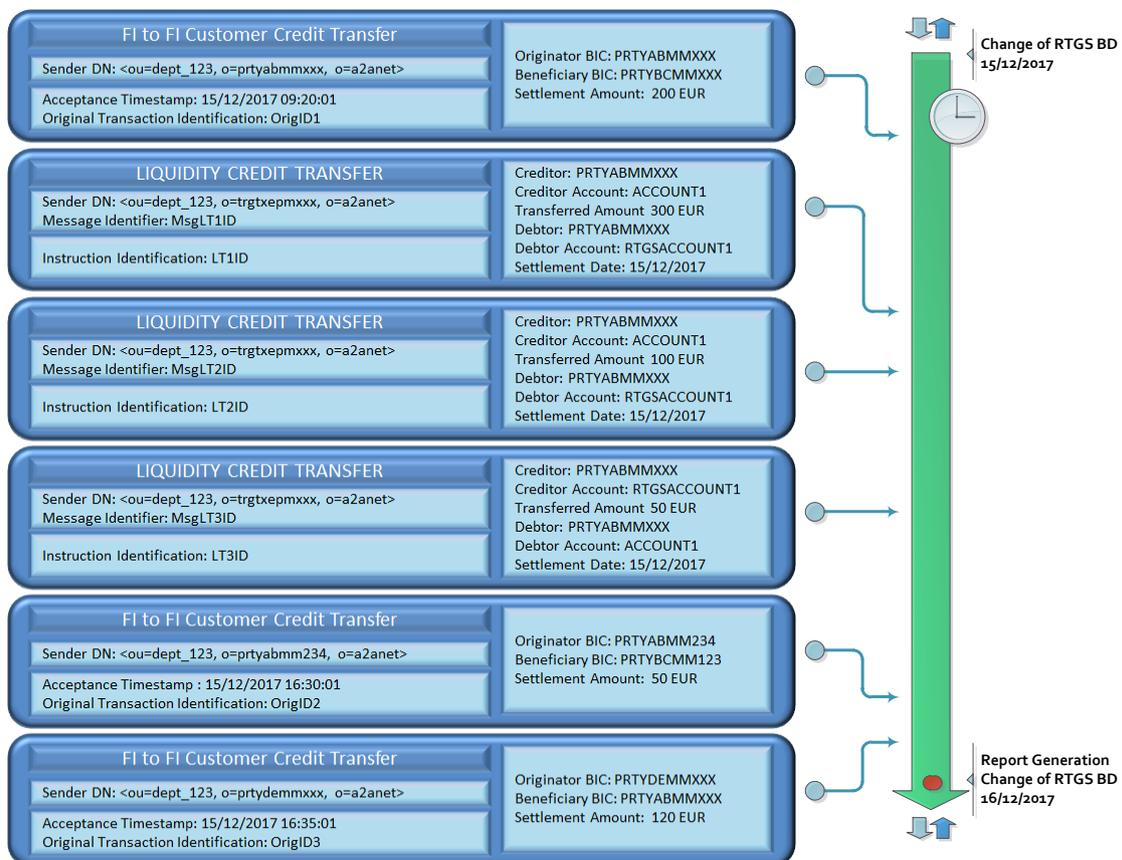 FI to FI Customer Credit Transfer
Sender DN: <ou=dept_123, o=prtyabmmxxx, o=a2anet>
Acceptance Timestamp: 15/12/2017 09:20:01
Original Transaction Identification: OrigID1
Originator BIC: PRTYABMMXXX
Beneficiary BIC: PRTYBCMMXXX
Settlement Amount: 200 EUR
Change of RTGS BD
15/12/2017
LIQUIDITY CREDIT TRANSFER
Sender DN: <ou=dept_123, o=trgtxepmxxx, o=a2anet>
Message Identifier: MsgLT1ID
Instruction Identification: LT1ID
Creditor: PRTYABMMXXX
Creditor Account: ACCOUNT1
Transferred Amount 300 EUR
Debtor: PRTYABMMXXX
Debtor Account: RTGSACCOUNT1
Settlement Date: 15/12/2017
LIQUIDITY CREDIT TRANSFER
Sender DN: <ou=dept_123, o=trgtxepmxxx, o=a2anet>
Message Identifier: MsgLT2ID
Instruction Identification: LT2ID
Creditor: PRTYABMMXXX
Creditor Account: ACCOUNT1
Transferred Amount 100 EUR
Debtor: PRTYABMMXXX
Debtor Account: RTGSACCOUNT1
Settlement Date: 15/12/2017
LIQUIDITY CREDIT TRANSFER
Sender DN: <ou=dept_123, o=trgtxepmxxx, o=a2anet>
Message Identifier: MsgLT3ID
Instruction Identification: LT3ID
Creditor: PRTYABMMXXX
Creditor Account: RTGSACCOUNT1
Transferred Amount 50 EUR
Debtor: PRTYABMMXXX
Debtor Account: ACCOUNT1
Settlement Date: 15/12/2017
FI to FI Customer Credit Transfer
Sender DN: <ou=dept_123, o=prtyabmm234, o=a2anet>
Acceptance Timestamp : 15/12/2017 16:30:01
Original Transaction Identification: OrigID2
Originator BIC: PRTYABMM234
Beneficiary BIC: PRTYBCMM123
Settlement Amount: 50 EUR
FI to FI Customer Credit Transfer
Sender DN: <ou=dept_123, o=prtydemmxxx, o=a2anet>
Acceptance Timestamp: 15/12/2017 16:35:01
Original Transaction Identification: OrigID3
Originator BIC: PRTYDEMMXXX
Beneficiary BIC: PRTYABMMXXX
Settlement Amount: 120 EUR
Report Generation
Change of RTGS BD
16/12/2017